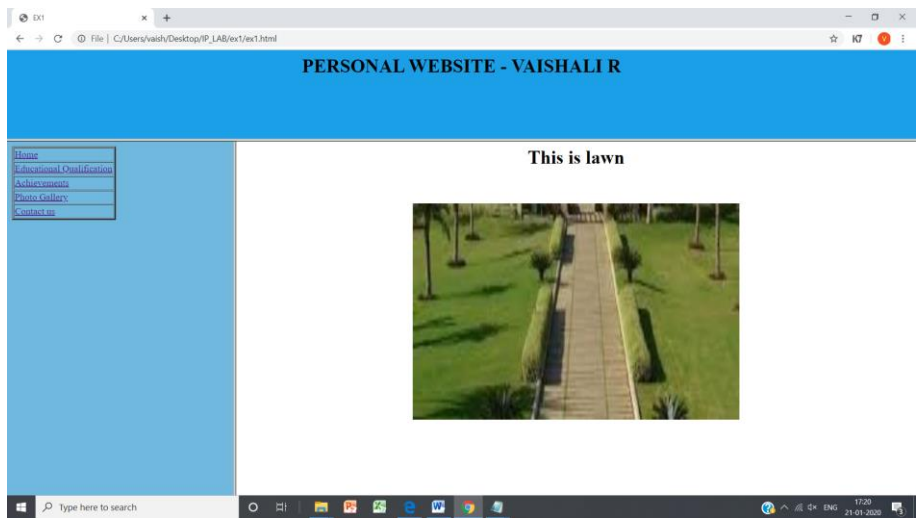 EX1
File | C:/Users/vaish/Desktop/IP_LAB/ex1/ex1.html
PERSONAL WEBSITE - VAISHALI R
Home
Educational Qualification
Achievements
Photo Gallery
Contact us
This is lawn
Type here to search
ENG
17:20
21-01-2020